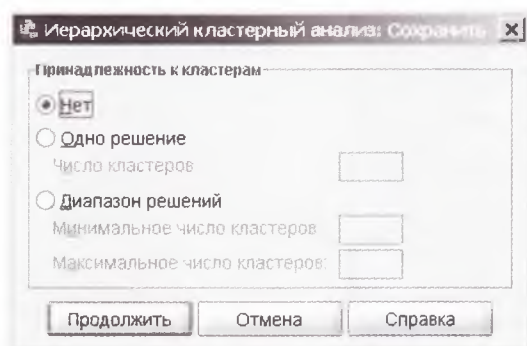 Иерархический кластерный анализ: Сохранить
Принадлежность к кластерам
Нет
Одно решение
Число кластеров
Диапазон решений
Минимальное число кластеров
Максимальное число кластеров:
Продолжить
Отмена
Справка